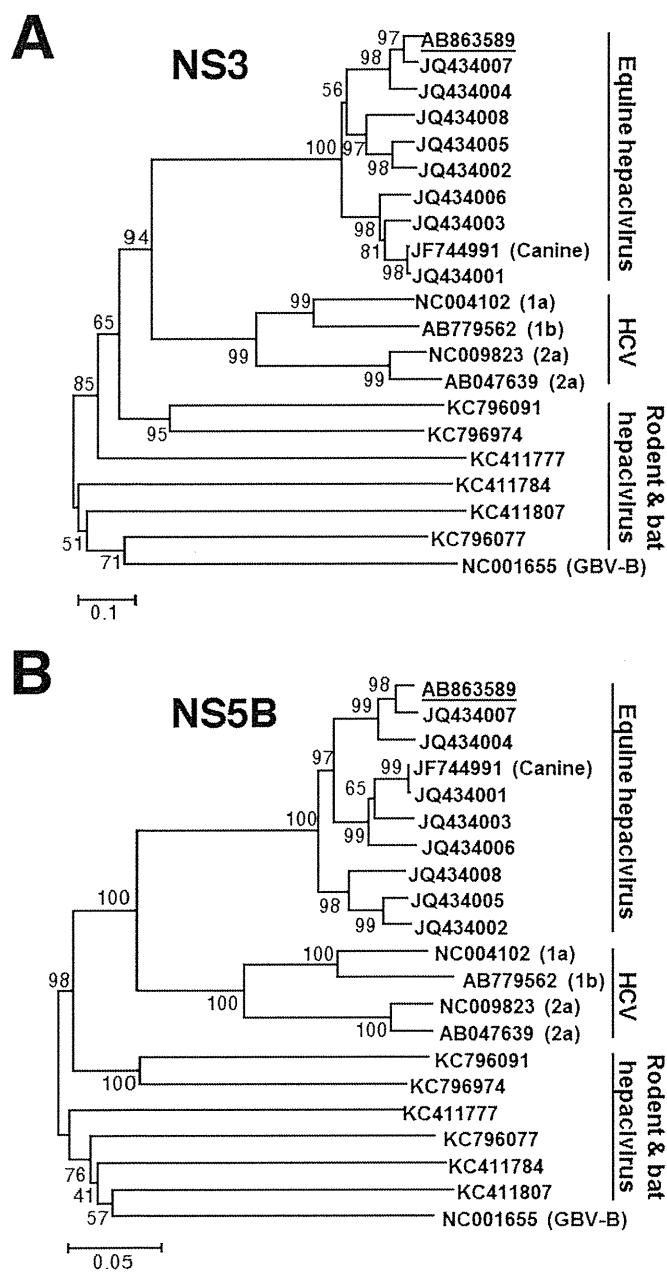 A
NS3
97
AB863589
98
JQ434007
JQ434004
56
JQ434008
100
97
JQ434005
98
JQ434002
JQ434006
98
JQ434003
81
JF744991 (Canine)
98
JQ434001
Equine hepacivirus
94
99
NC004102 (1a)
AB779562 (1b)
99
NC009823 (2a)
99
AB047639 (2a)
HCV
65
85
KC796091
95
KC796974
KC411777
KC411784
51
KC411807
KC796077
71
NC001655 (GBV-B)
Rodent & bat
hepacivirus
0.1
B
NS5B
98
AB863589
99
JQ434007
JQ434004
97
99
JF744991 (Canine)
65
JQ434001
JQ434003
99
JQ434006
100
JQ434008
98
JQ434005
99
JQ434002
Equine hepacivirus
100
100
NC004102 (1a)
AB779562 (1b)
100
NC009823 (2a)
100
AB047639 (2a)
HCV
98
KC796091
100
KC796974
KC411777
KC796077
76
KC411784
41
KC411807
57
NC001655 (GBV-B)
Rodent & bat
hepacivirus
0.05